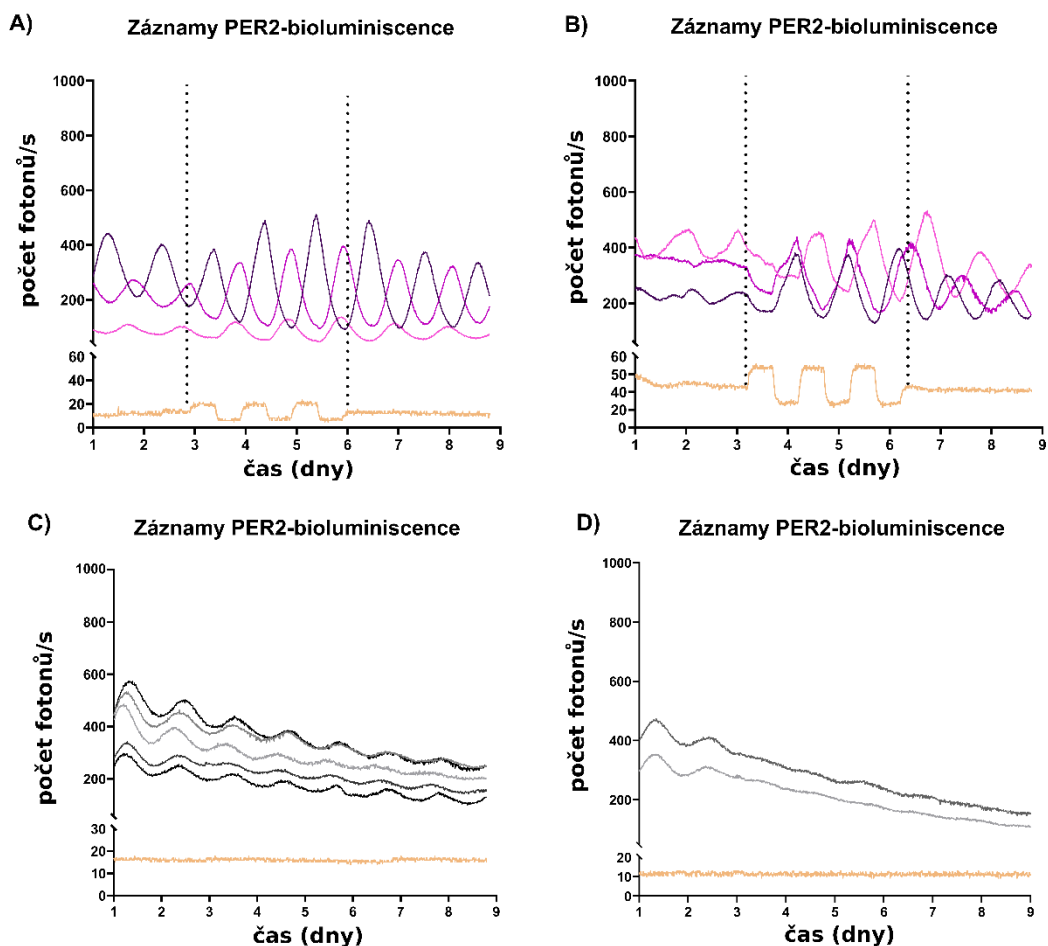 A)
Záznamy PER2-bioluminiscence
počet fotonů/s
1000
800
600
400
200
60
40
20
0
1 2 3 4 5 6 7 8 9
čas (dny)
B)
Záznamy PER2-bioluminiscence
počet fotonů/s
1000
800
600
400
200
60
50
40
20
0
1 2 3 4 5 6 7 8 9
čas (dny)
C)
Záznamy PER2-bioluminiscence
počet fotonů/s
1000
800
600
400
200
30
20
10
0
1 2 3 4 5 6 7 8 9
čas (dny)
D)
Záznamy PER2-bioluminiscence
počet fotonů/s
1000
800
600
400
200
20
10
0
1 2 3 4 5 6 7 8 9
čas (dny)